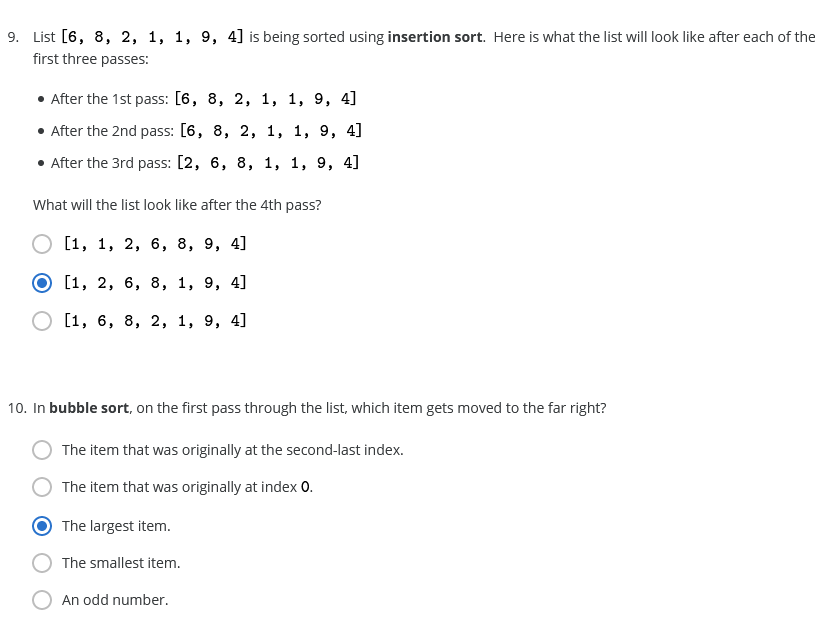 9. List [6, 8, 2, 1, 1, 9, 4] is being sorted using insertion sort. Here is what the list will look like after each of the
first three passes:
• After the 1st pass: [6, 8, 2, 1, 1, 9, 4]
• After the 2nd pass: [6, 8, 2, 1, 1, 9, 4]
• After the 3rd pass: [2, 6, 8, 1, 1, 9, 4]
What will the list look like after the 4th pass?
[1, 1, 2, 6, 8, 9, 4]
[1, 2, 6, 8, 1, 9, 4]
[1, 6, 8, 2, 1, 9, 4]
10. In bubble sort, on the first pass through the list, which item gets moved to the far right?
The item that was originally at the second-last index.
The item that was originally at index 0.
The largest item.
The smallest item.
An odd number.